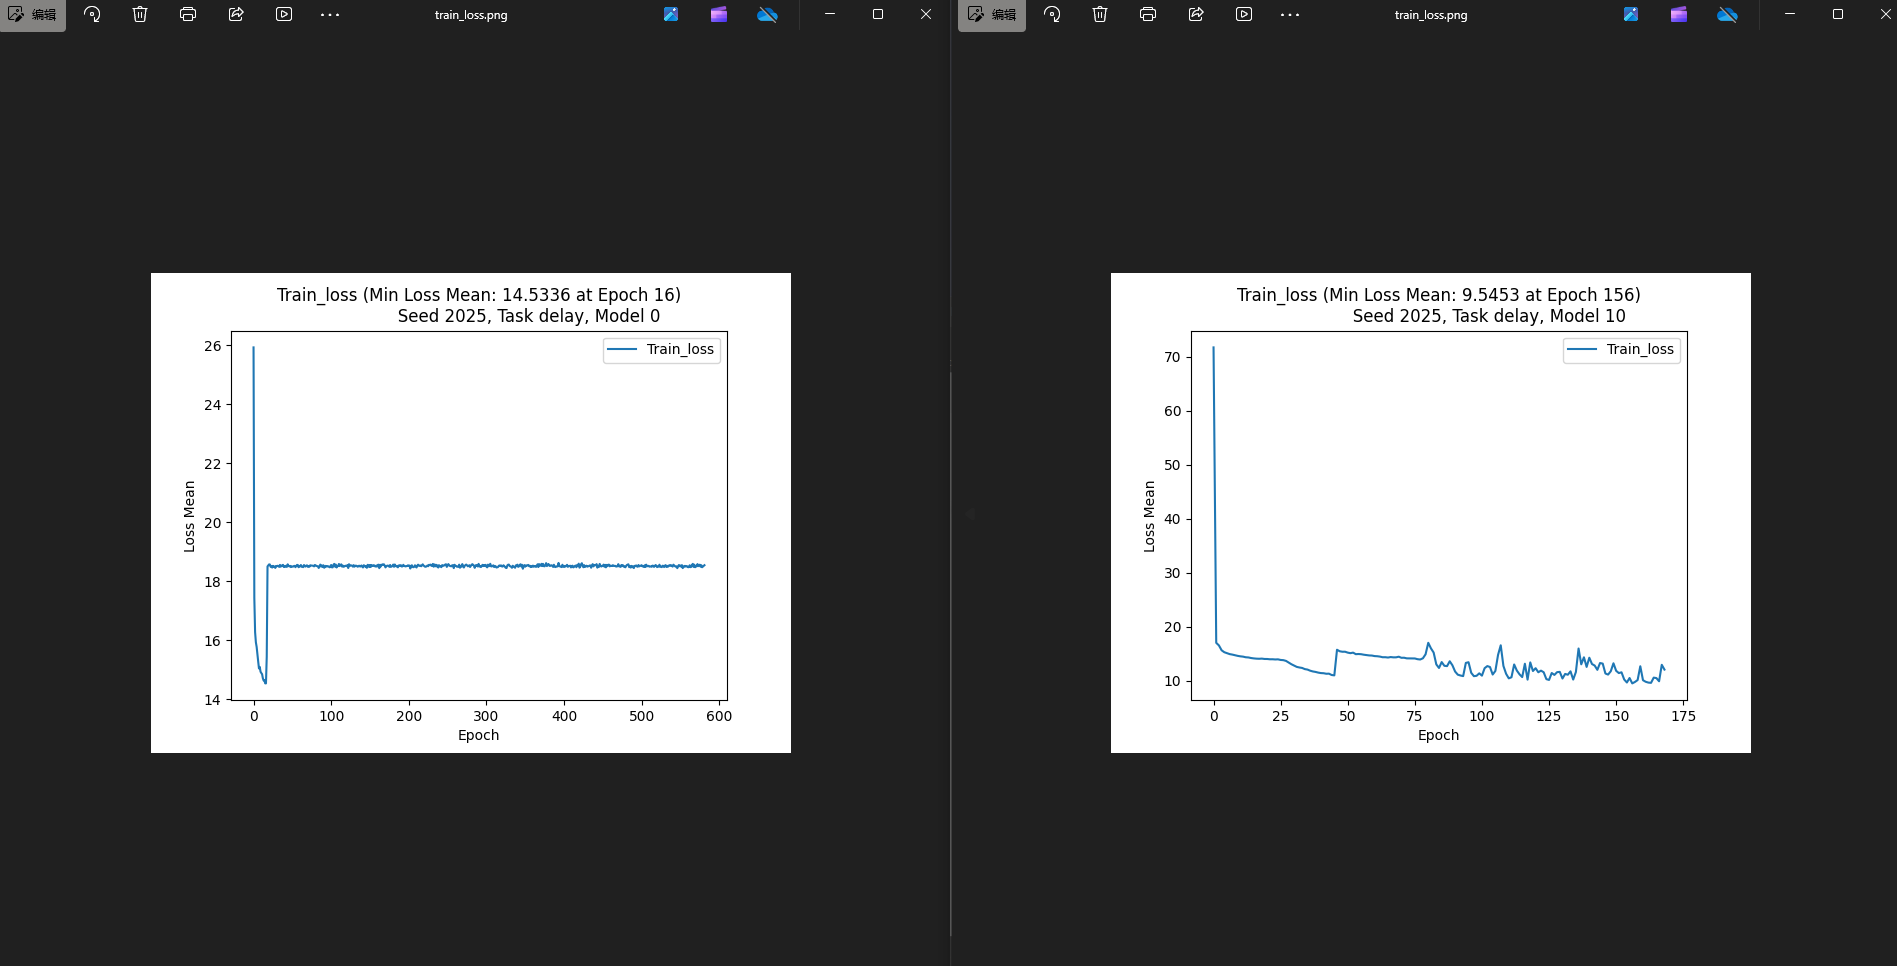 编辑
train_loss.png
Train_loss (Min Loss Mean: 14.5336 at Epoch 16)
Seed 2025, Task delay, Model 0
Train_loss
26
24
22
20
18
16
14
Loss Mean
0 100 200 300 400 500 600
Epoch
编辑
train_loss.png
Train_loss (Min Loss Mean: 9.5453 at Epoch 156)
Seed 2025, Task delay, Model 10
Train_loss
70
60
50
40
30
20
10
Loss Mean
0 25 50 75 100 125 150 175
Epoch